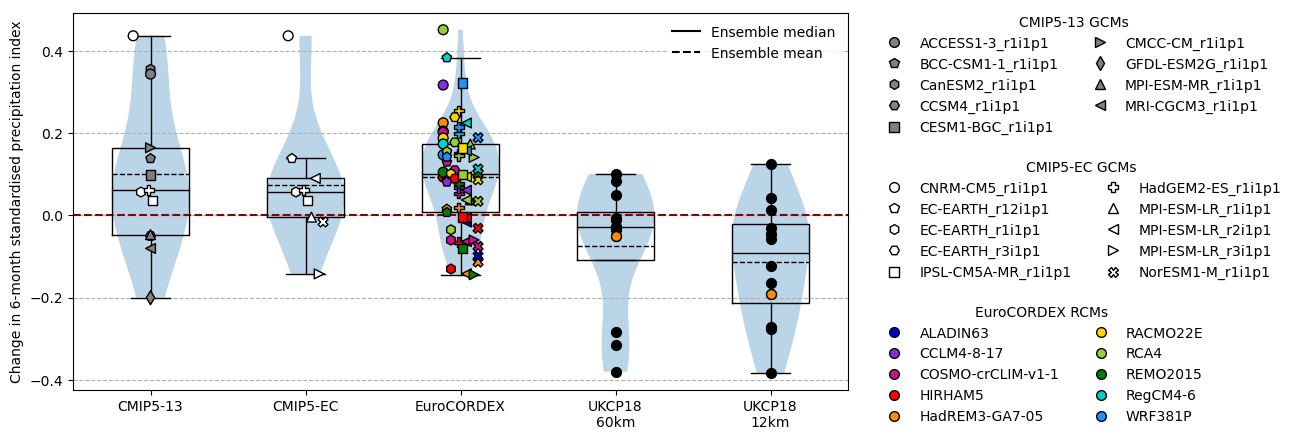 Change in 6-month standardised precipitation index
0.4
0.2
0.0
−0.2
−0.4
Ensemble median
Ensemble mean
CMIP5-13
CMIP5-EC
EuroCORDEX
UKCP18
60km
UKCP18
12km
CMIP5-13 GCMs
ACCESS1-3_r1i1p1
BCC-CSM1-1_r1i1p1
CanESM2_r1i1p1
CCSM4_r1i1p1
CESM1-BGC_r1i1p1
CMCC-CM_r1i1p1
GFDL-ESM2G_r1i1p1
MPI-ESM-MR_r1i1p1
MRI-CGCM3_r1i1p1
CMIP5-EC GCMs
CNRM-CM5_r1i1p1
EC-EARTH_r12i1p1
EC-EARTH_r1i1p1
EC-EARTH_r3i1p1
IPSL-CM5A-MR_r1i1p1
HadGEM2-ES_r1i1p1
MPI-ESM-LR_r1i1p1
MPI-ESM-LR_r2i1p1
MPI-ESM-LR_r3i1p1
NorESM1-M_r1i1p1
EuroCORDEX RCMs
ALADIN63
CCLM4-8-17
COSMO-crCLIM-v1-1
HIRHAM5
HadREM3-GA7-05
RACMO22E
RCA4
REMO2015
RegCM4-6
WRF381P